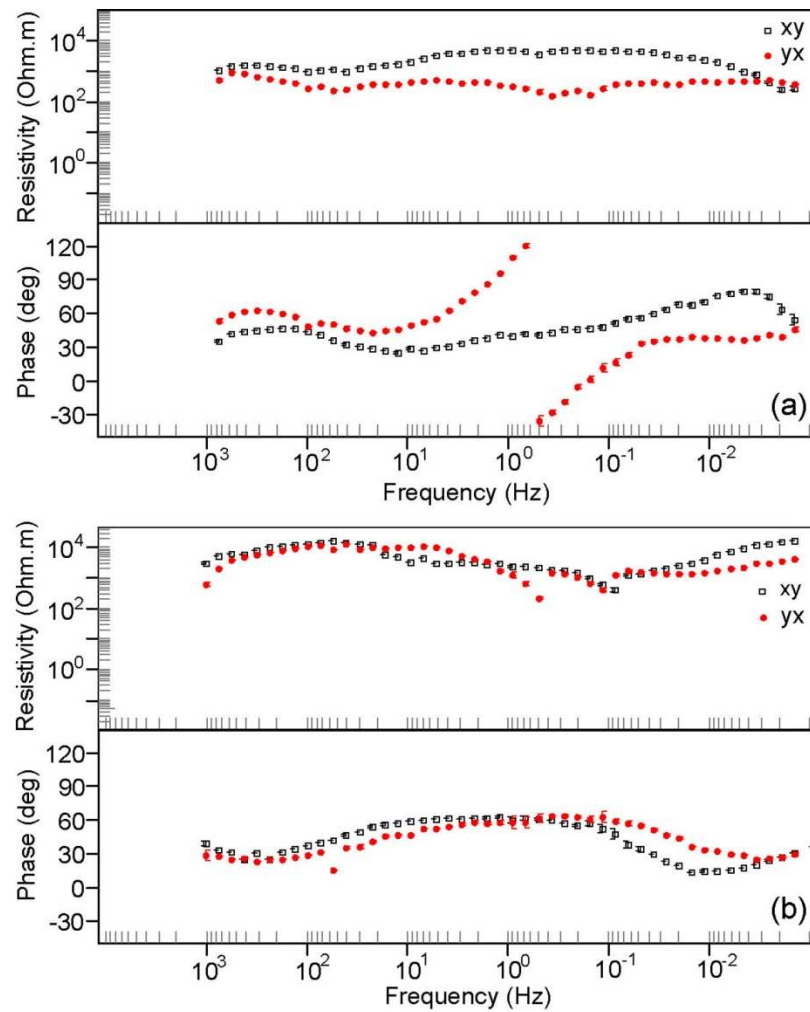 Resistivity (Ohm.m)
10^4
10^2
10^0
xy
yx
Phase (deg)
120
90
60
30
0
-30
(a)
10^3 10^2 10^1 10^0 10^-1 10^-2
Frequency (Hz)
Resistivity (Ohm.m)
10^4
10^2
10^0
xy
yx
Phase (deg)
120
90
60
30
0
-30
(b)
10^3 10^2 10^1 10^0 10^-1 10^-2
Frequency (Hz)